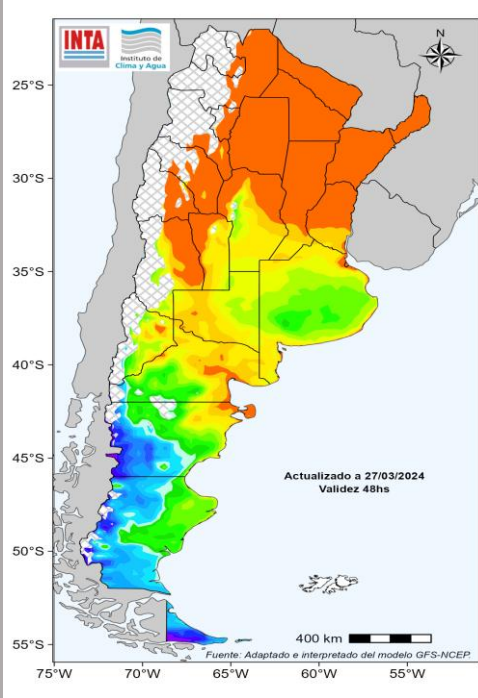 INTA
Instituto de
Clima y Agua
N
25°S
30°S
35°S
40°S
45°S
50°S
55°S
Actualizado a 27/03/2024
Validez 48hs
400 km
Fuente: Adaptado e interpretado del modelo GFS-NCEP.
75°W
70°W
65°W
60°W
55°W